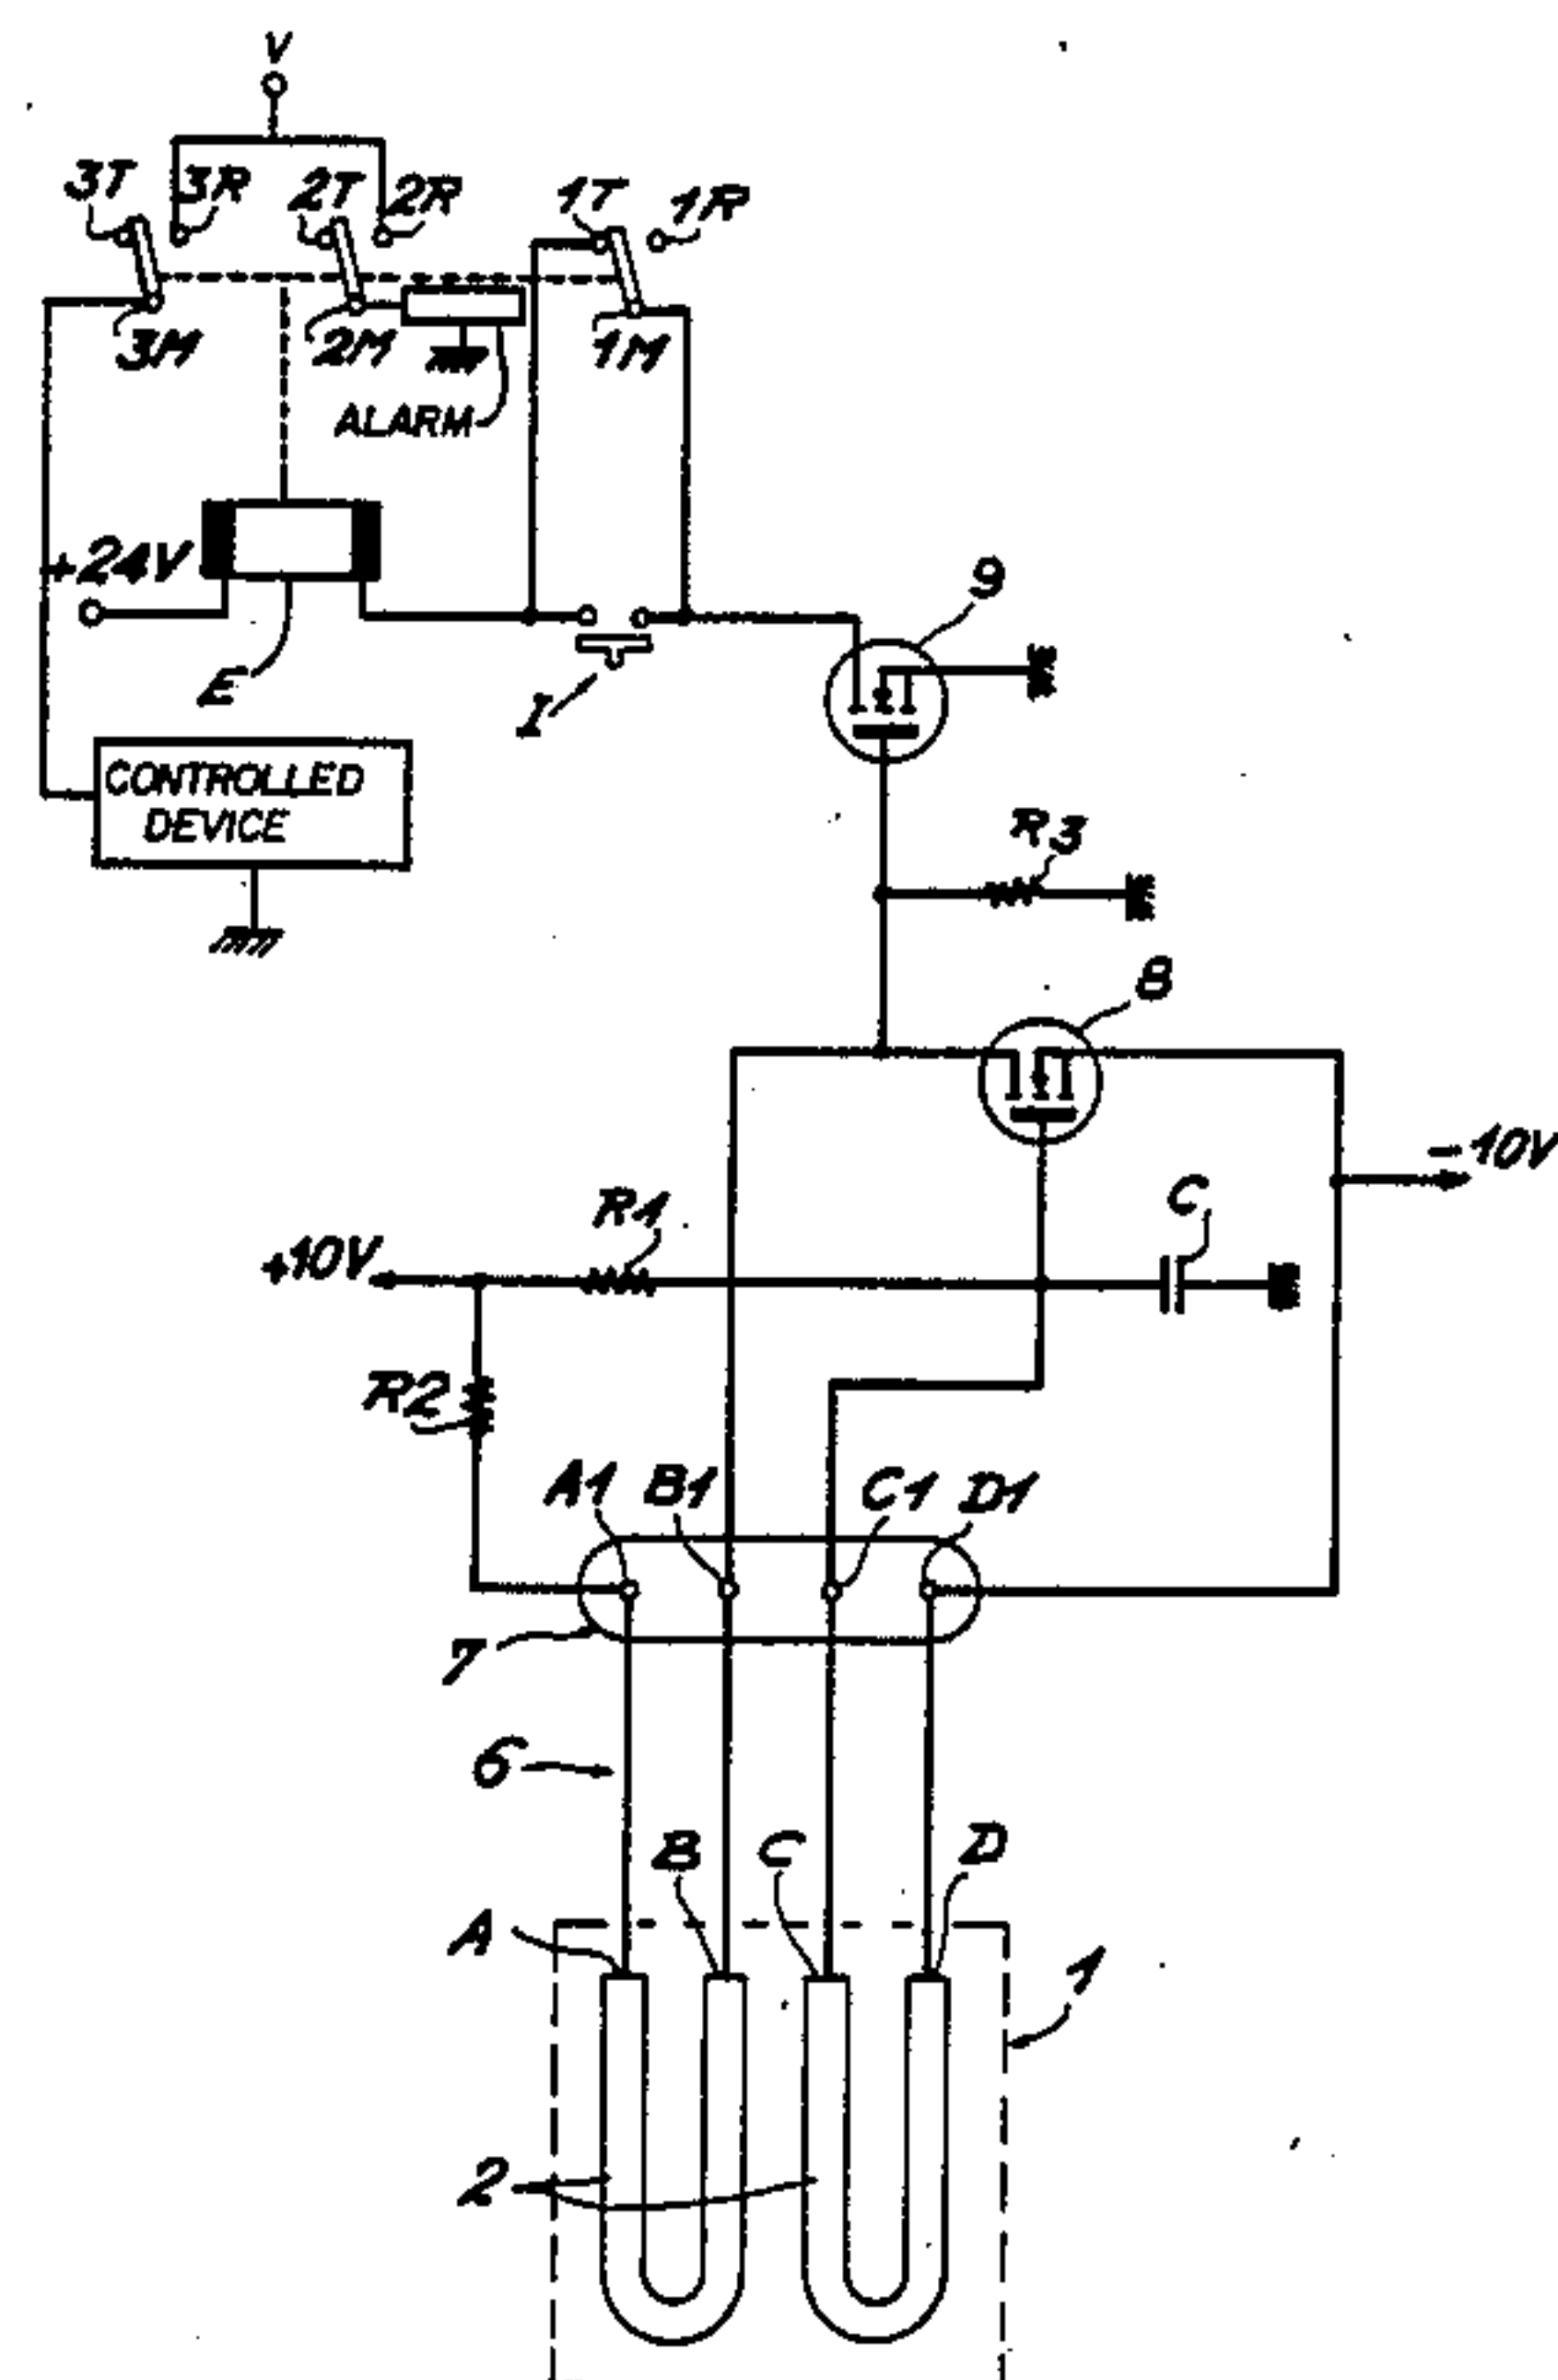 V
3T 3R 2T 2R 1T 1R
3M 2M 1M
ALARM
+24V
E
I
9
CONTROLLED
DEVICE
R3
8
-10V
C
R1
+10V
R2
A1 B1 C1 D1
7
6
B C D
A
1
2